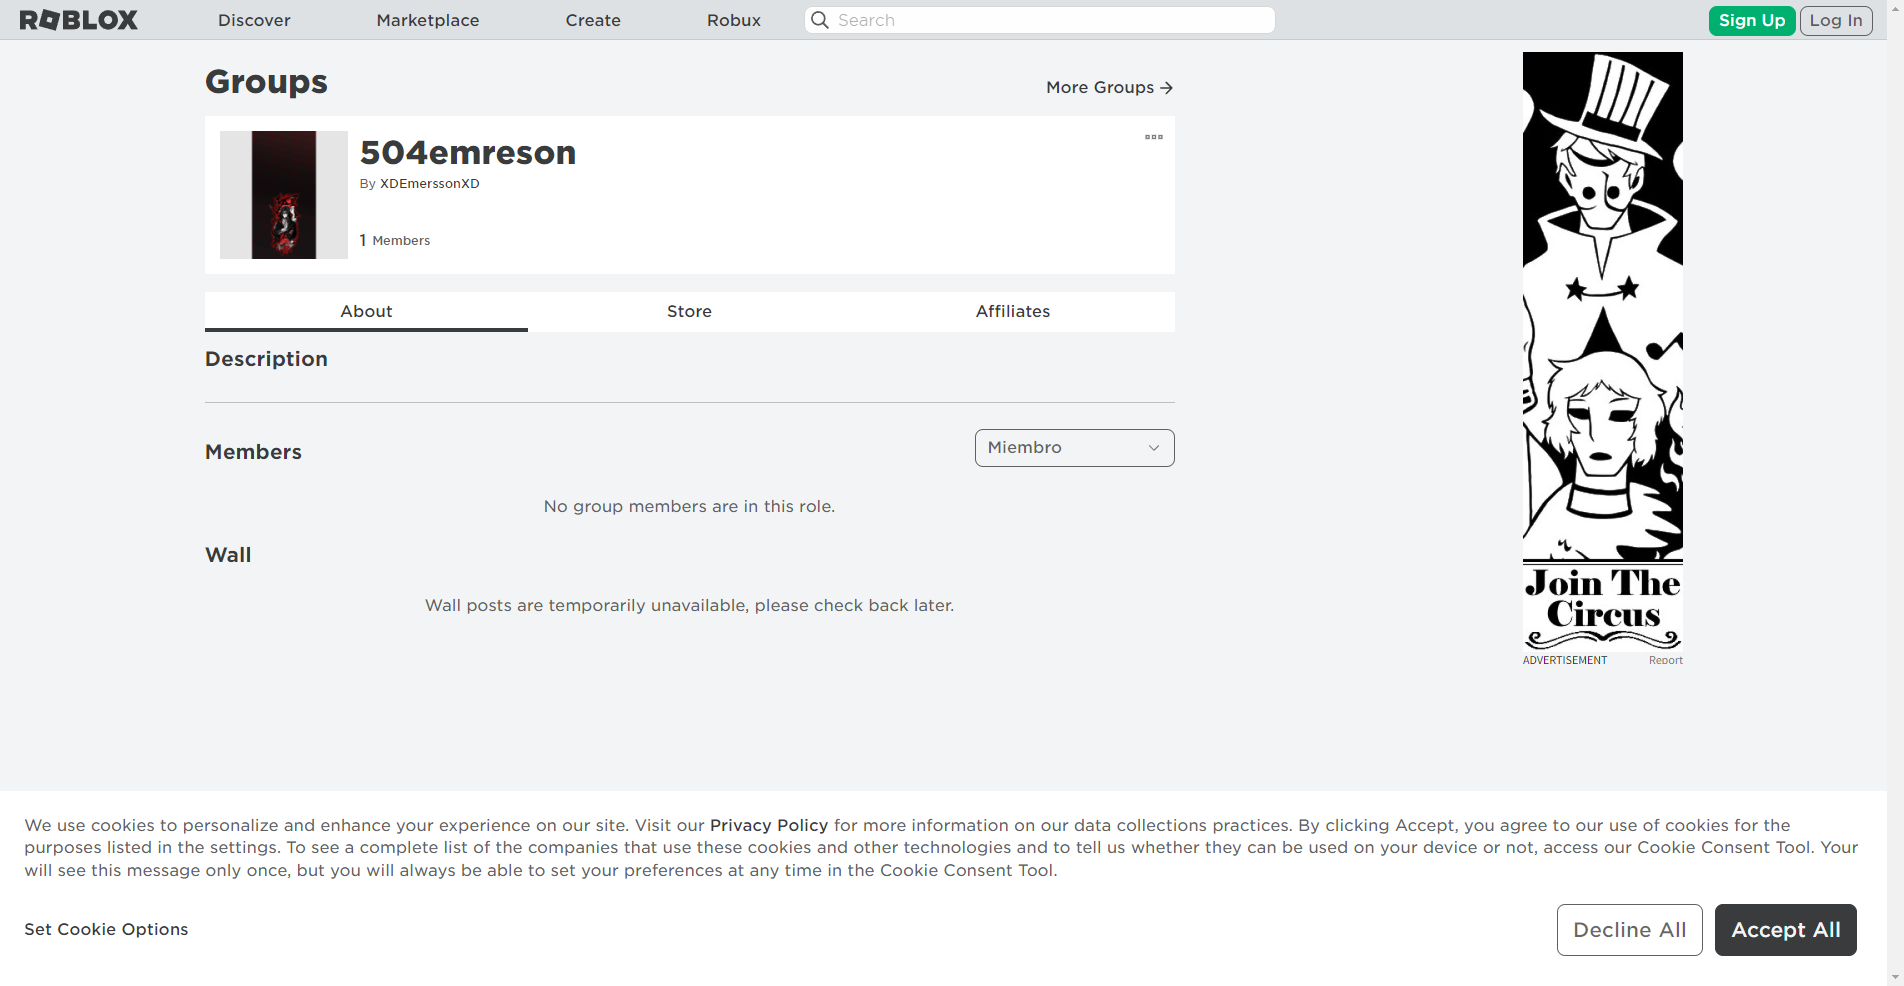 ROBLOX
Discover
Marketplace
Create
Robux
Search
Sign Up
Log In
Groups
More Groups
504emreson
By XDEmerssonXD
1 Members
About
Store
Affiliates
Description
Members
Miembro
No group members are in this role.
Wall
Wall posts are temporarily unavailable, please check back later.
Join The
Circus
ADVERTISEMENT
Report
We use cookies to personalize and enhance your experience on our site. Visit our Privacy Policy for more information on our data collections practices. By clicking Accept, you agree to our use of cookies for the
purposes listed in the settings. To see a complete list of the companies that use these cookies and other technologies and to tell us whether they can be used on your device or not, access our Cookie Consent Tool. Your
will see this message only once, but you will always be able to set your preferences at any time in the Cookie Consent Tool.
Set Cookie Options
Decline All
Accept All